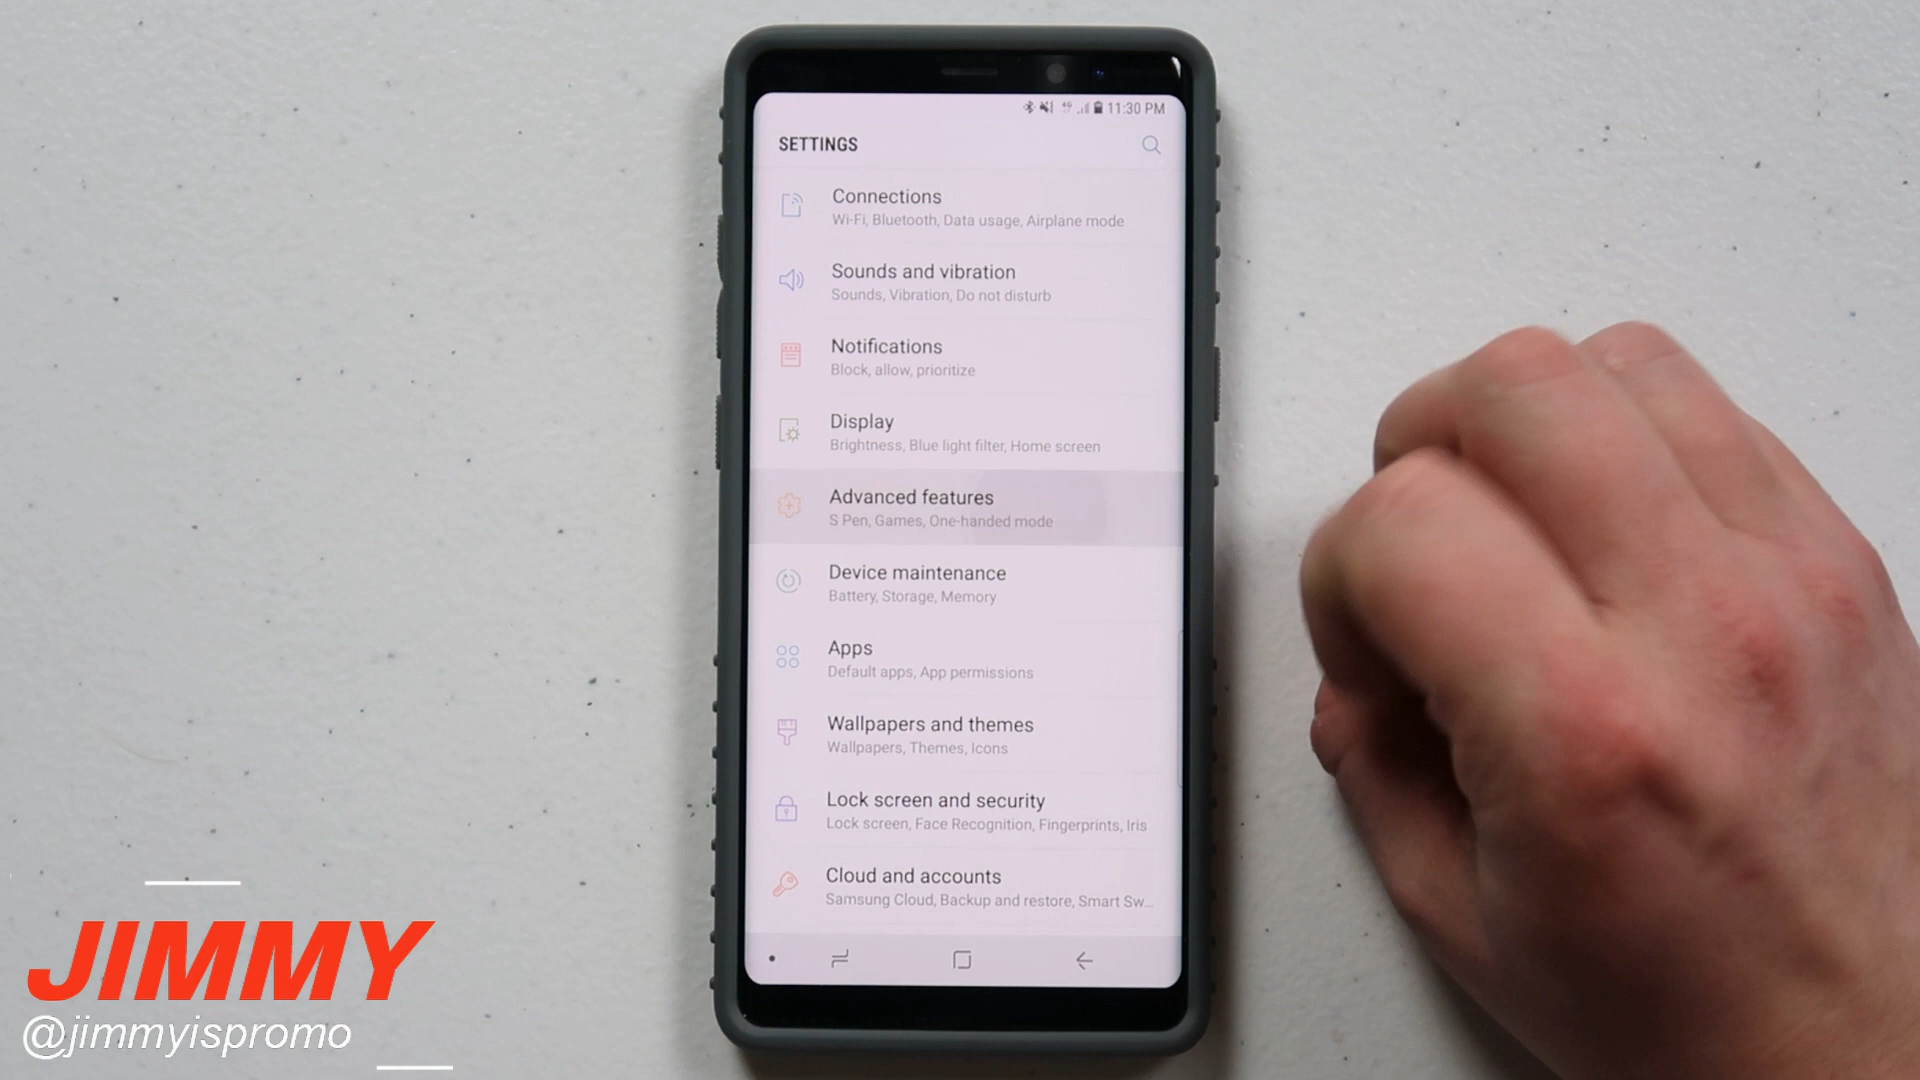 4G 11:30 PM
SETTINGS
Connections
Wi-Fi, Bluetooth, Data usage, Airplane mode
Sounds and vibration
Sounds, Vibration, Do not disturb
Notifications
Block, allow, prioritize
Display
Brightness, Blue light filter, Home screen
Advanced features
S Pen, Games, One-handed mode
Device maintenance
Battery, Storage, Memory
Apps
Default apps, App permissions
Wallpapers and themes
Wallpapers, Themes, Icons
Lock screen and security
Lock screen, Face Recognition, Fingerprints, Iris
Cloud and accounts
Samsung Cloud, Backup and restore, Smart Sw...
JIMMY
@jimmyispromo